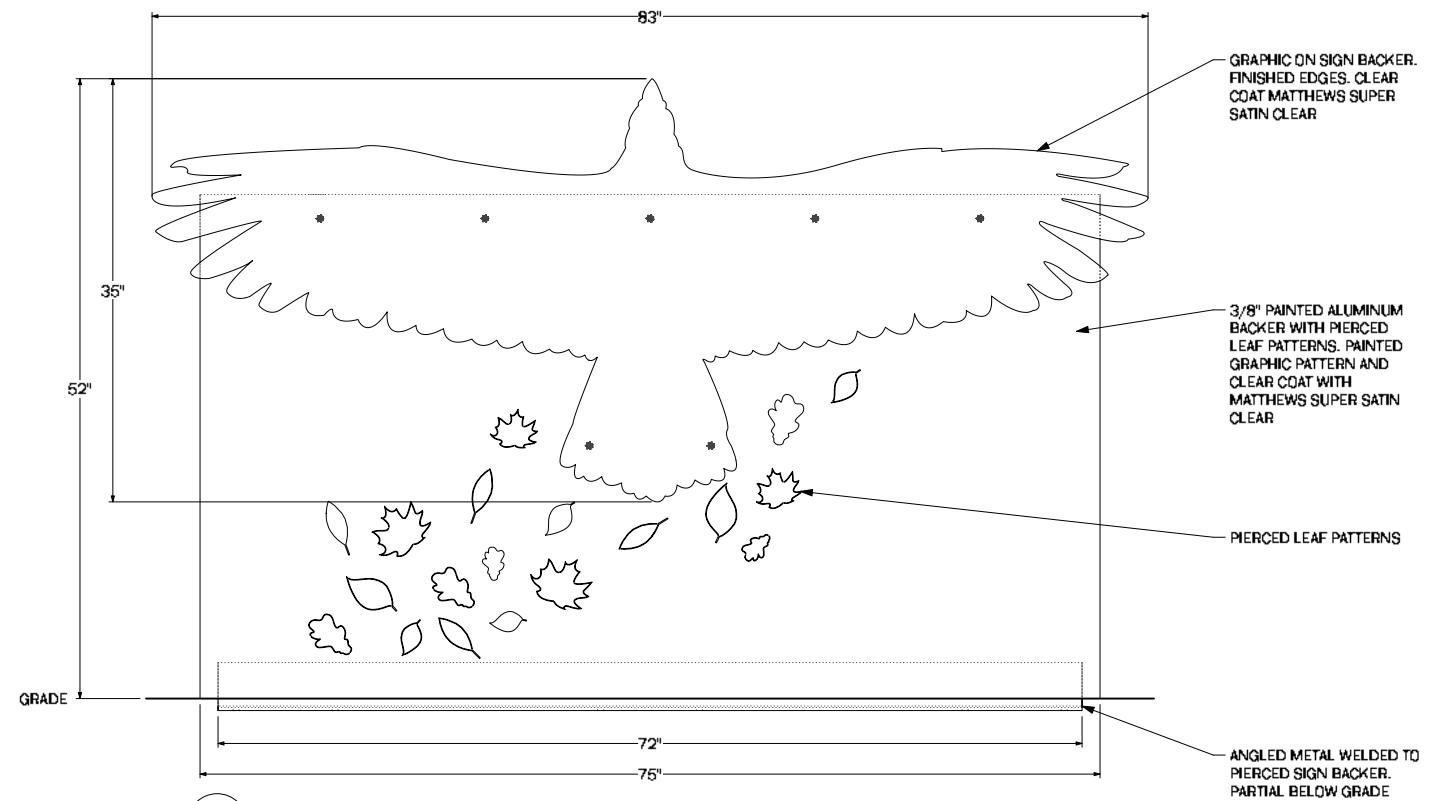 83"
GRAPHIC ON SIGN BACKER.
FINISHED EDGES. CLEAR
COAT MATTHEWS SUPER
SATIN CLEAR
35"
3/8" PAINTED ALUMINUM
BACKER WITH PIERCED
LEAF PATTERNS. PAINTED
GRAPHIC PATTERN AND
CLEAR COAT WITH
MATTHEWS SUPER SATIN
CLEAR
52"
PIERCED LEAF PATTERNS
GRADE
72"
75"
ANGLED METAL WELDED TO
PIERCED SIGN BACKER.
PARTIAL BELOW GRADE